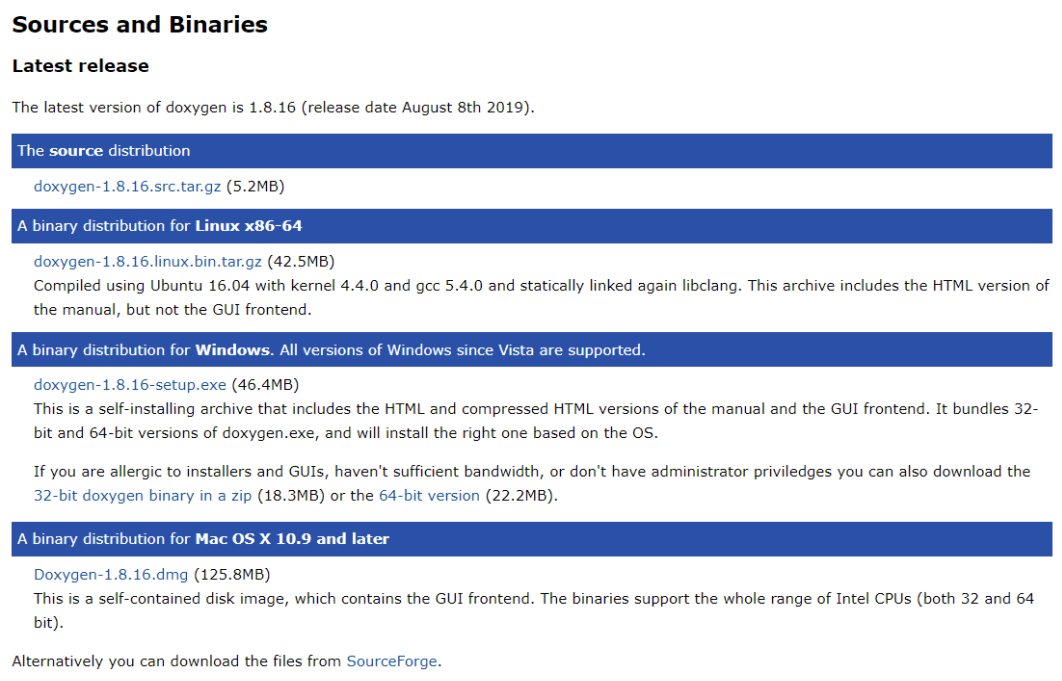 Sources and Binaries
Latest release
The latest version of doxygen is 1.8.16 (release date August 8th 2019).
The source distribution
doxygen-1.8.16.src.tar.gz (5.2MB)
A binary distribution for Linux x86-64
doxygen-1.8.16.linux.bin.tar.gz (42.5MB)
Compiled using Ubuntu 16.04 with kernel 4.4.0 and gcc 5.4.0 and statically linked again libclang. This archive includes the HTML version of
the manual, but not the GUI frontend.
A binary distribution for Windows. All versions of Windows since Vista are supported.
doxygen-1.8.16-setup.exe (46.4MB)
This is a self-installing archive that includes the HTML and compressed HTML versions of the manual and the GUI frontend. It bundles 32-
bit and 64-bit versions of doxygen.exe, and will install the right one based on the OS.
If you are allergic to installers and GUIs, haven't sufficient bandwidth, or don't have administrator priviledges you can also download the
32-bit doxygen binary in a zip (18.3MB) or the 64-bit version (22.2MB).
A binary distribution for Mac OS X 10.9 and later
Doxygen-1.8.16.dmg (125.8MB)
This is a self-contained disk image, which contains the GUI frontend. The binaries support the whole range of Intel CPUs (both 32 and 64
bit).
Alternatively you can download the files from SourceForge.